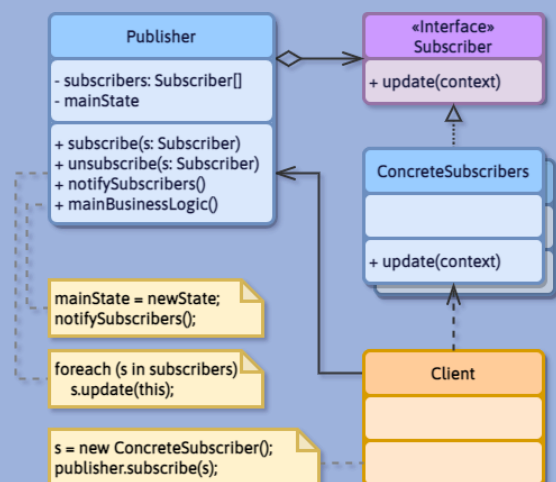 Publisher
- subscribers: Subscriber[]
- mainState
+ subscribe(s: Subscriber)
+ unsubscribe(s: Subscriber)
+ notifySubscribers()
+ mainBusinessLogic()
«Interface»
Subscriber
+ update(context)
ConcreteSubscribers
+ update(context)
mainState = newState;
notifySubscribers();
foreach (s in subscribers)
s.update(this);
Client
s = new ConcreteSubscriber();
publisher.subscribe(s);